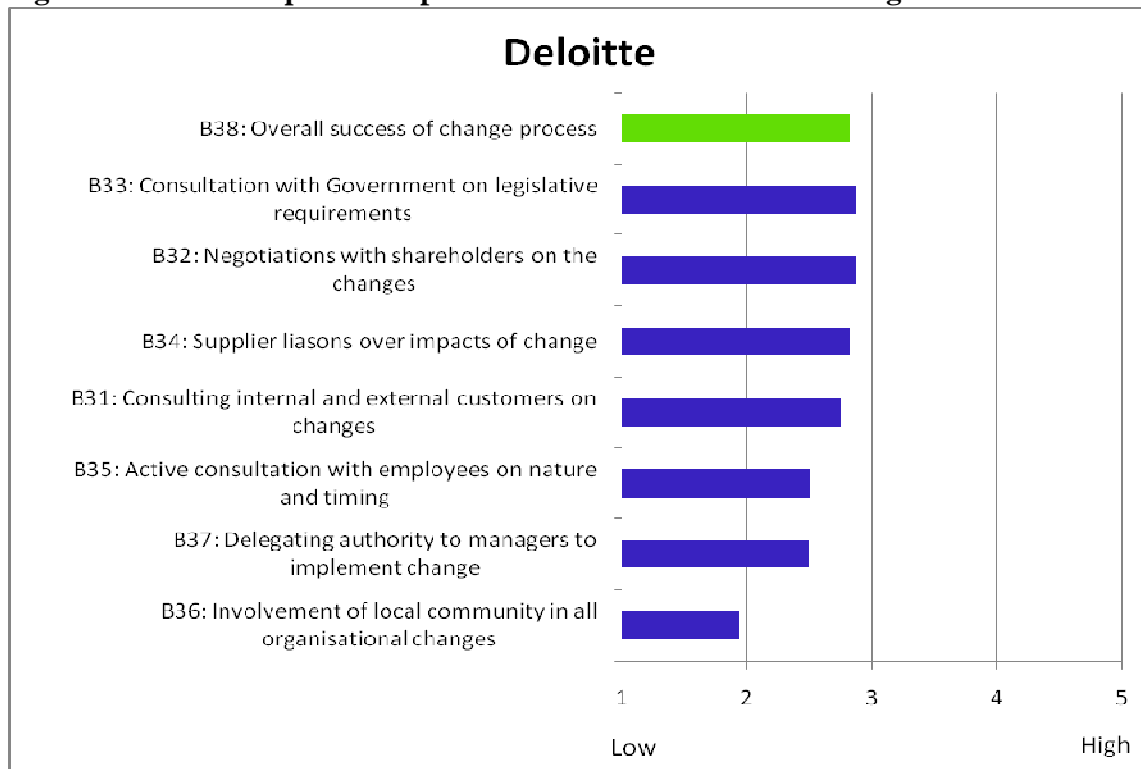 Deloitte
B38: Overall success of change process
B33: Consultation with Government on legislative
requirements
B32: Negotiations with shareholders on the
changes
B34: Supplier liasons over impacts of change
B31: Consulting internal and external customers on
changes
B35: Active consultation with employees on nature
and timing
B37: Delegating authority to managers to
implement change
B36: Involvement of local community in all
organisational changes
1 2 3 4 5
Low High